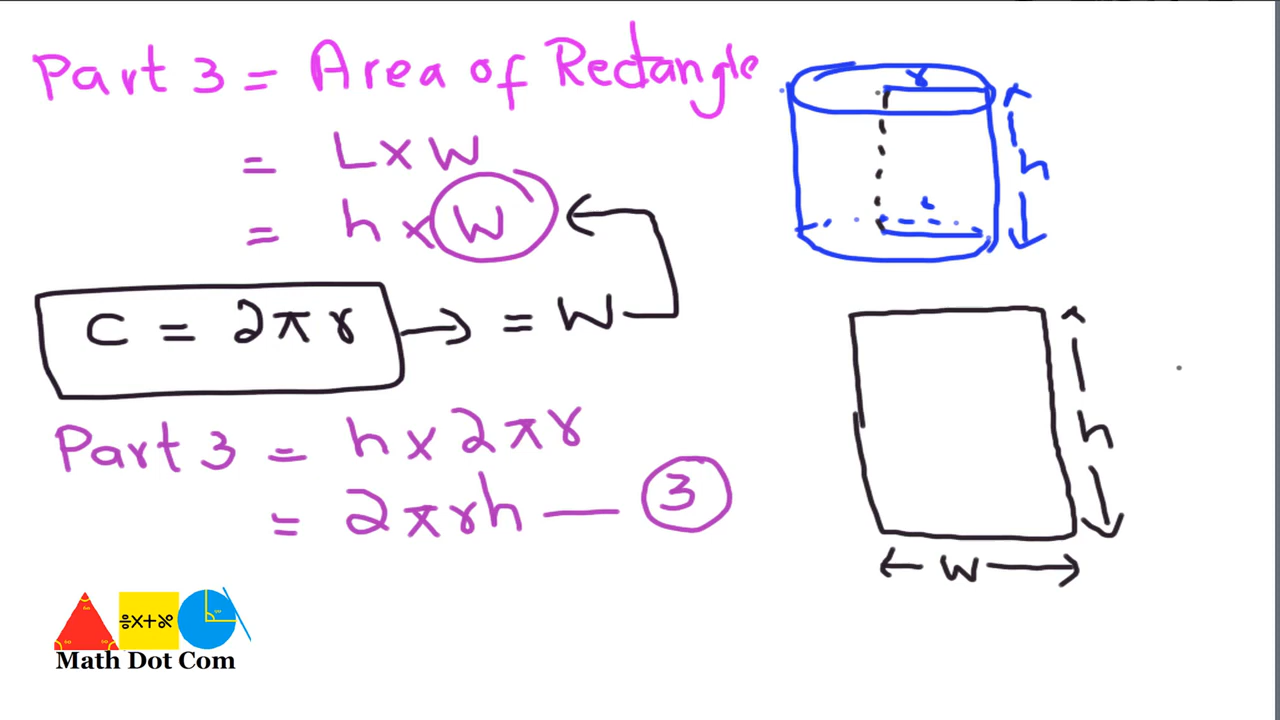 Part 3 = Area of Rectangle
= L × W
= h × W
C = 2πr → = W
Part 3 = h × 2πr
= 2πrh — 3
r
h
r
h
W
÷×+%
Math Dot Com